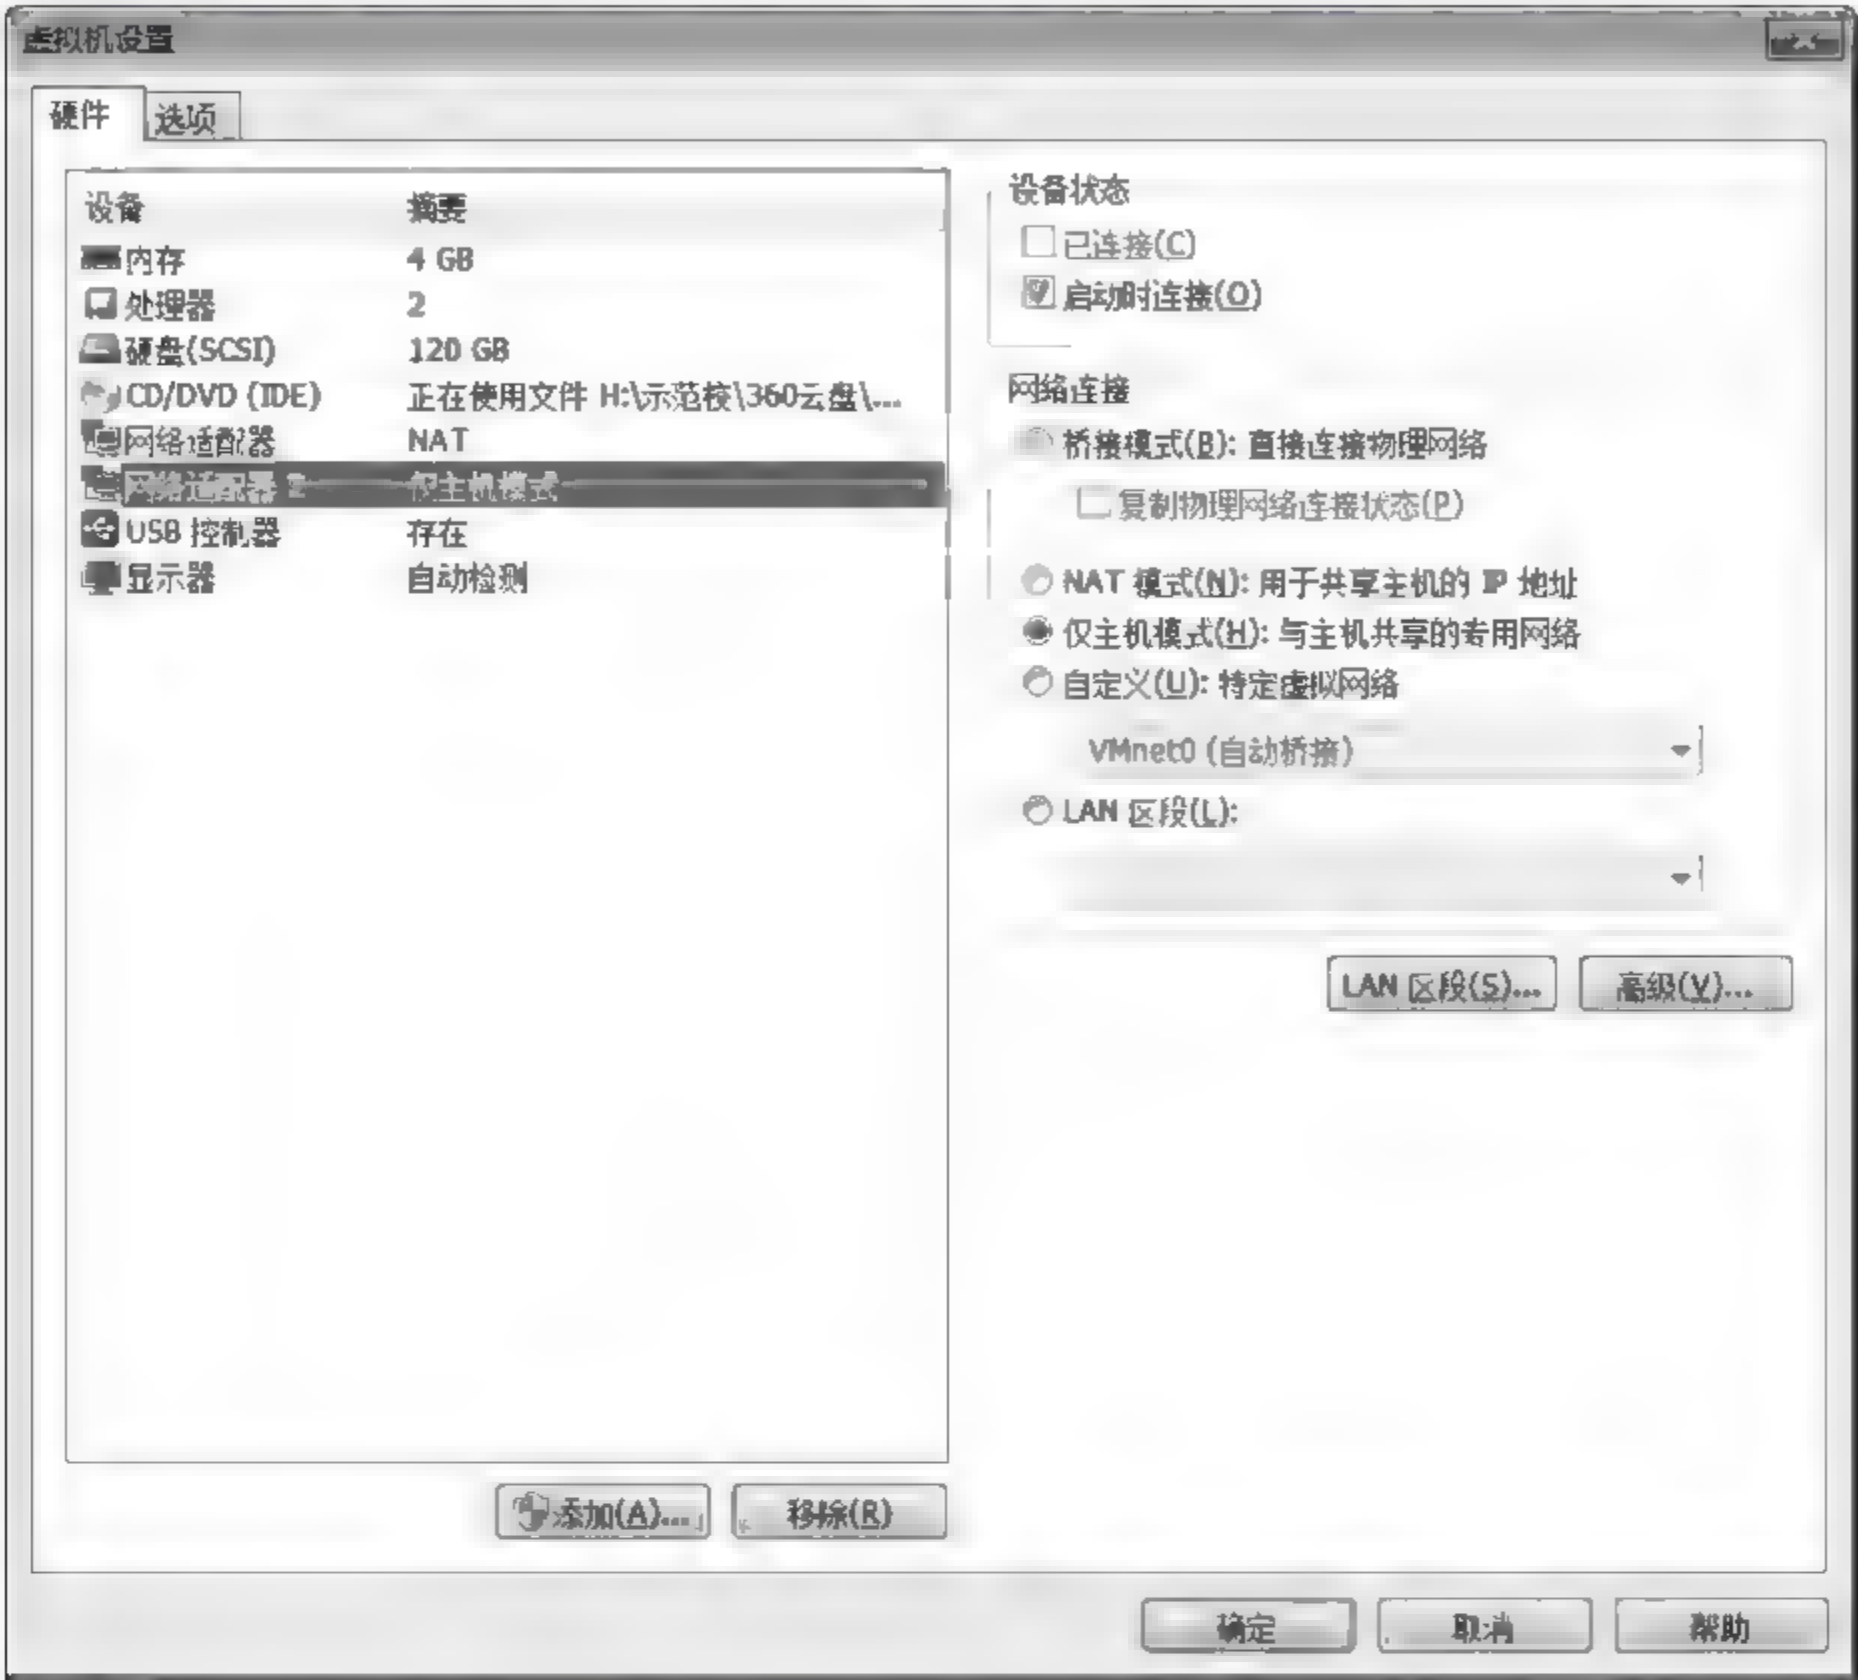 虚拟机设置
硬件 选项
设备 摘要
内存 4 GB
处理器 2
硬盘(SCSI) 120 GB
CD/DVD (IDE) 正在使用文件 H:\示范校\360云盘\...
网络适配器 NAT
网络适配器 2 仅主机模式
USB 控制器 存在
显示器 自动检测
添加(A)... 移除(R)
设备状态
已连接(C)
启动时连接(O)
网络连接
桥接模式(B): 直接连接物理网络
复制物理网络连接状态(P)
NAT 模式(N): 用于共享主机的 IP 地址
仅主机模式(H): 与主机共享的专用网络
自定义(U): 特定虚拟网络
VMnet0 (自动桥接)
LAN 区段(L):
LAN 区段(S)... 高级(V)...
确定 取消 帮助